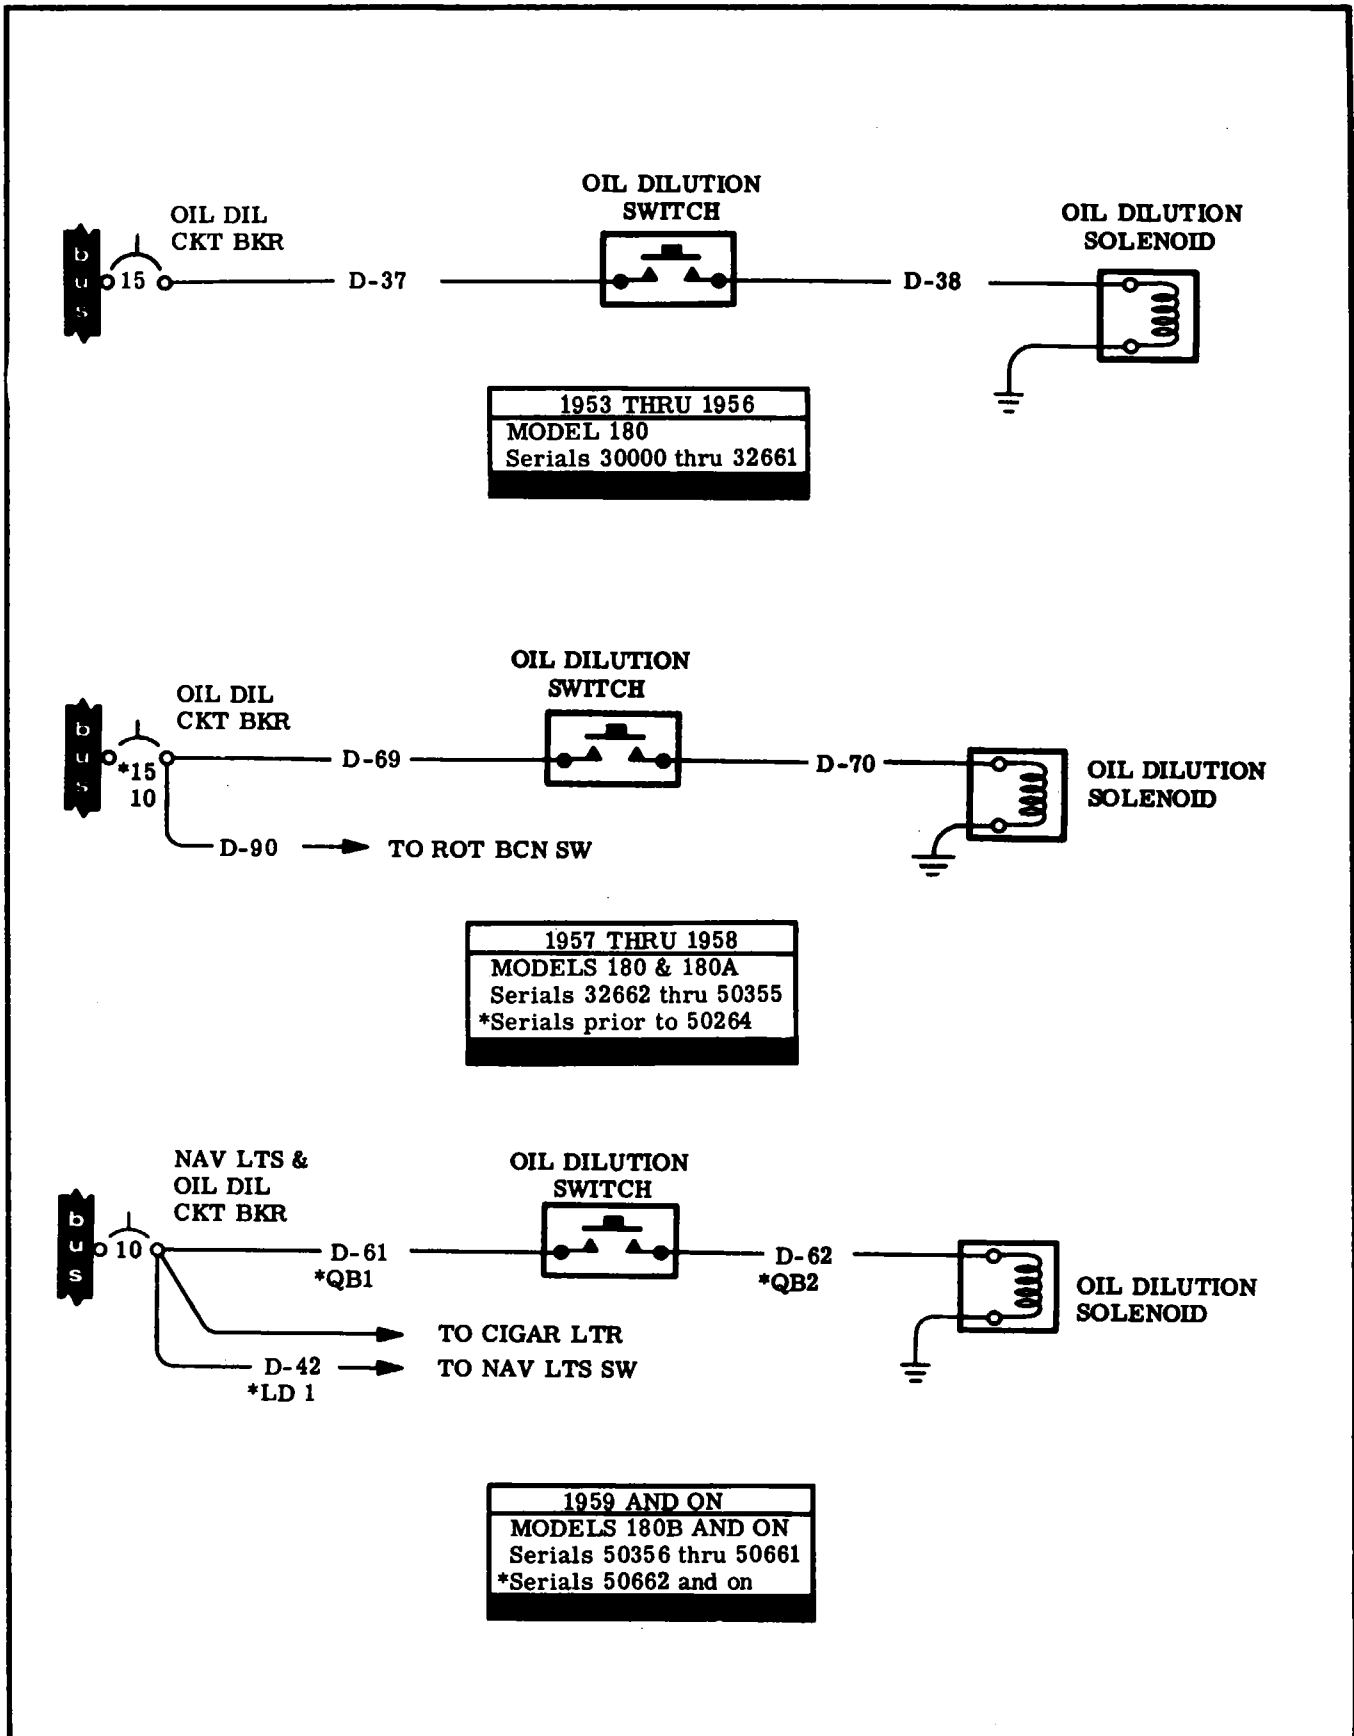 OIL DILUTION
SWITCH
OIL DIL
CKT BKR
OIL DILUTION
SOLENOID
bus
15
D-37
D-38
1953 THRU 1956
MODEL 180
Serials 30000 thru 32661
OIL DILUTION
SWITCH
OIL DIL
CKT BKR
bus
*15
10
D-69
D-70
OIL DILUTION
SOLENOID
D-90
TO ROT BCN SW
1957 THRU 1958
MODELS 180 & 180A
Serials 32662 thru 50355
*Serials prior to 50264
NAV LTS &
OIL DIL
CKT BKR
OIL DILUTION
SWITCH
bus
10
D-61
*QB1
D-62
*QB2
OIL DILUTION
SOLENOID
TO CIGAR LTR
D-42
*LD 1
TO NAV LTS SW
1959 AND ON
MODELS 180B AND ON
Serials 50356 thru 50661
*Serials 50662 and on